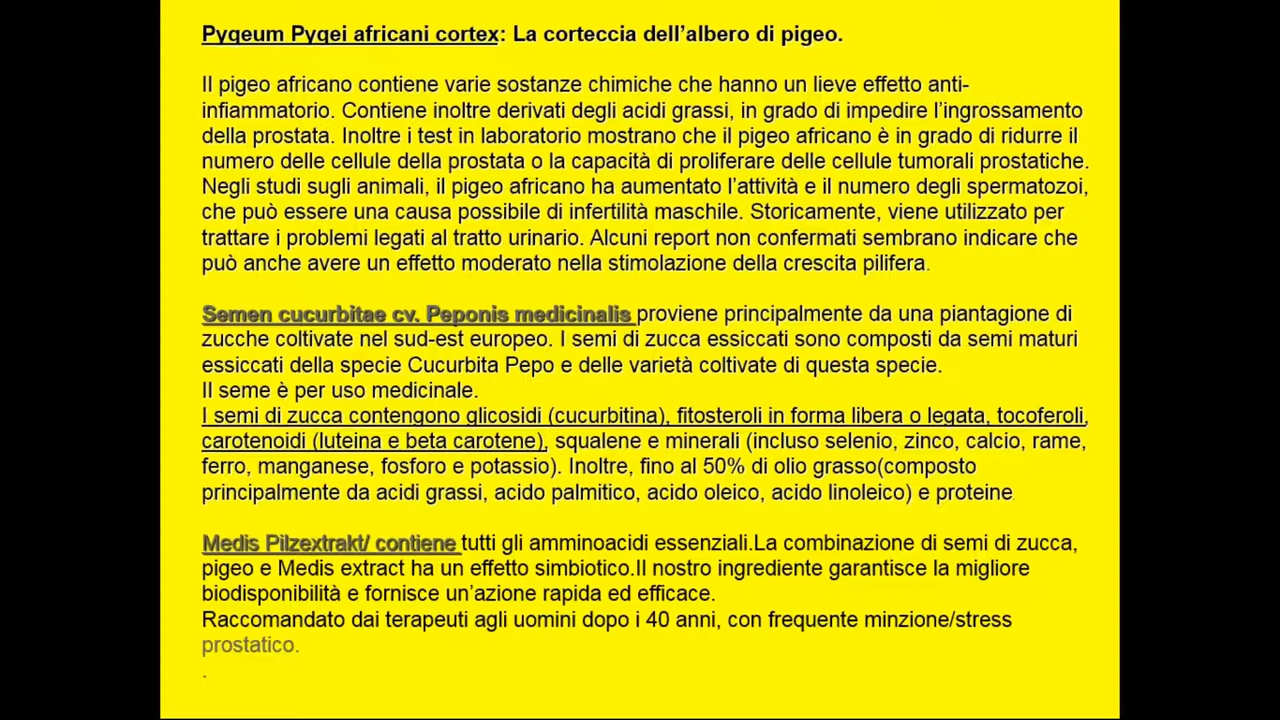 Pyqeum Pyqei africani cortex: La corteccia dell’albero di pigeo.
Il pigeo africano contiene varie sostanze chimiche che hanno un lieve effetto anti-
infiammatorio. Contiene inoltre derivati degli acidi grassi, in grado di impedire l’ingrossamento
della prostata. Inoltre i test in laboratorio mostrano che il pigeo africano è in grado di ridurre il
numero delle cellule della prostata o la capacità di proliferare delle cellule tumorali prostatiche.
Negli studi sugli animali, il pigeo africano ha aumentato l’attività e il numero degli spermatozoi,
che può essere una causa possibile di infertilità maschile. Storicamente, viene utilizzato per
trattare i problemi legati al tratto urinario. Alcuni report non confermati sembrano indicare che
può anche avere un effetto moderato nella stimolazione della crescita pilifera.
Semen cucurbitae cv. Peponis medicinalis proviene principalmente da una piantagione di
zucche coltivate nel sud-est europeo. I semi di zucca essiccati sono composti da semi maturi
essiccati della specie Cucurbita Pepo e delle varietà coltivate di questa specie.
Il seme è per uso medicinale.
I semi di zucca contengono glicosidi (cucurbitina), fitosteroli in forma libera o legata, tocoferoli,
carotenoidi (luteina e beta carotene), squalene e minerali (incluso selenio, zinco, calcio, rame,
ferro, manganese, fosforo e potassio). Inoltre, fino al 50% di olio grasso(composto
principalmente da acidi grassi, acido palmitico, acido oleico, acido linoleico) e proteine.
Medis Pilzextrakt/ contiene tutti gli amminoacidi essenziali.La combinazione di semi di zucca,
pigeo e Medis extract ha un effetto simbiotico.Il nostro ingrediente garantisce la migliore
biodisponibilità e fornisce un’azione rapida ed efficace.
Raccomandato dai terapeuti agli uomini dopo i 40 anni, con frequente minzione/stress
prostatico.
.